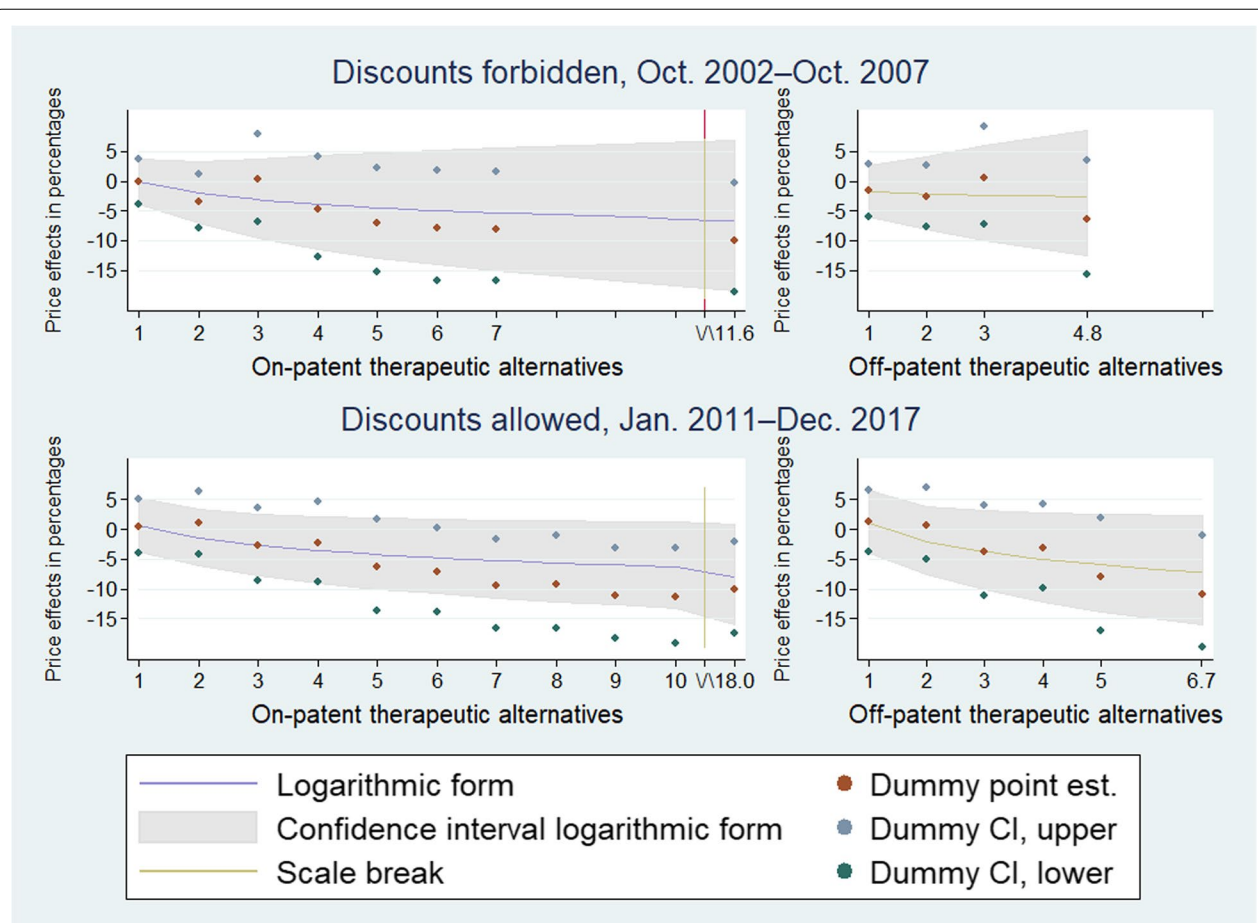 Discounts forbidden, Oct. 2002–Oct. 2007
Price effects in percentages
5
0
-5
-10
-15
1 2 3 4 5 6 7 \/\11.6
On-patent therapeutic alternatives
Price effects in percentages
5
0
-5
-10
-15
1 2 3 4.8
Off-patent therapeutic alternatives
Discounts allowed, Jan. 2011–Dec. 2017
Price effects in percentages
5
0
-5
-10
-15
1 2 3 4 5 6 7 8 9 10 \/\18.0
On-patent therapeutic alternatives
Price effects in percentages
5
0
-5
-10
-15
1 2 3 4 5 6.7
Off-patent therapeutic alternatives
Logarithmic form
Confidence interval logarithmic form
Scale break
Dummy point est.
Dummy CI, upper
Dummy CI, lower